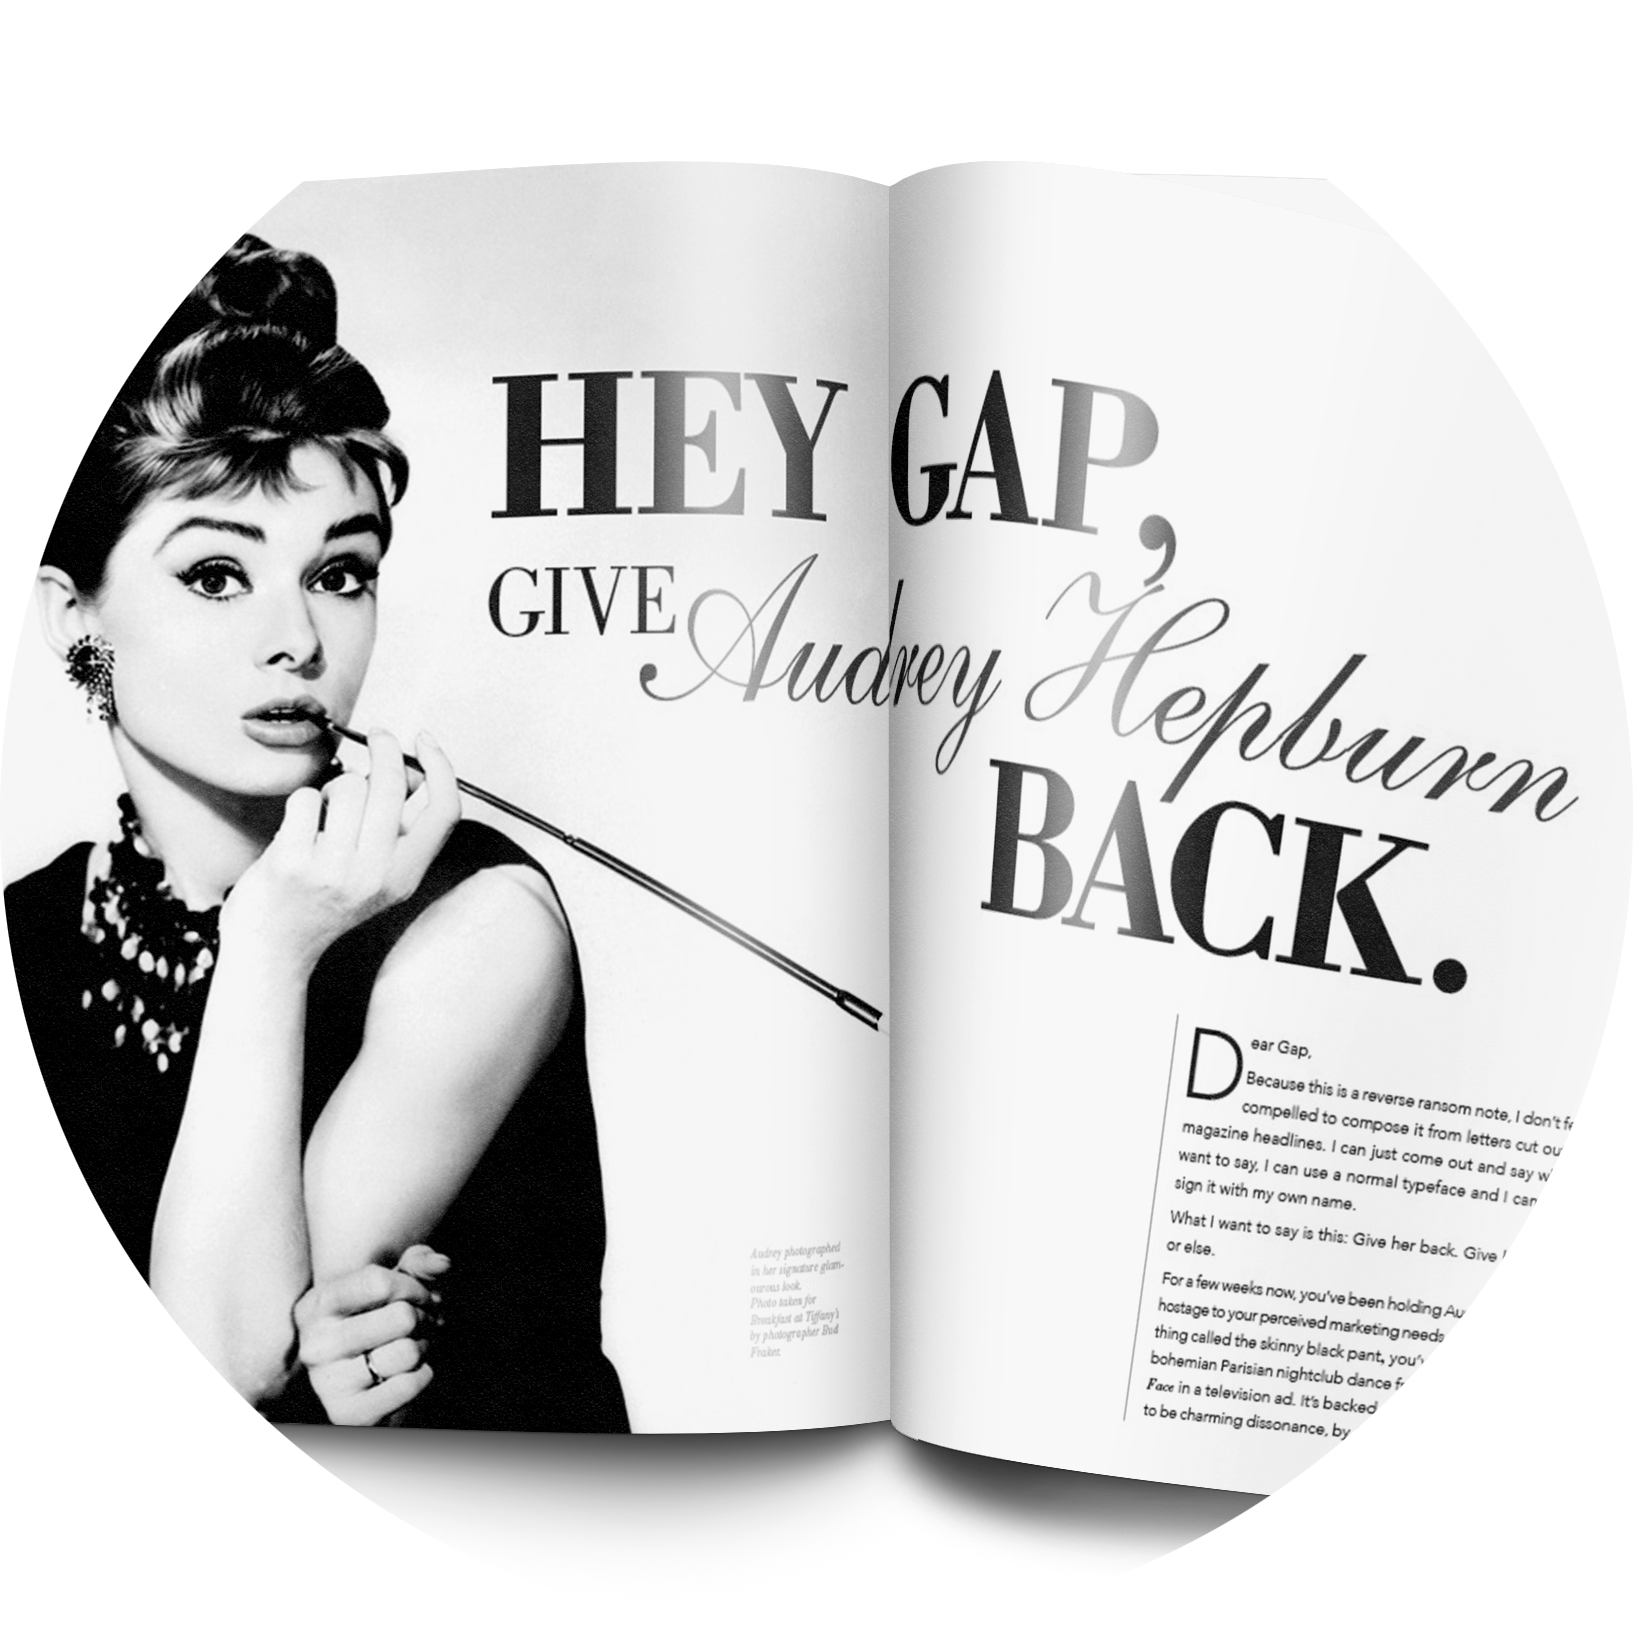 HEY GAP,
GIVE Audrey Hepburn
BACK.
Audrey photographed
in her signature glam-
ourous look.
Photo taken for
Breakfast at Tiffany's
by photographer Bud
Fraker.
Dear Gap,
Because this is a reverse ransom note, I don't
compelled to compose it from letters cut
magazine headlines. I can just come out and say
want to say, I can use a normal typeface and I can
sign it with my own name.
What I want to say is this: Give her back. Give
or else.
For a few weeks now, you've been holding
hostage to your perceived marketing needs
thing called the skinny black pant,
bohemian Parisian nightclub dance
Face in a television ad. It's backed
to be charming dissonance, by